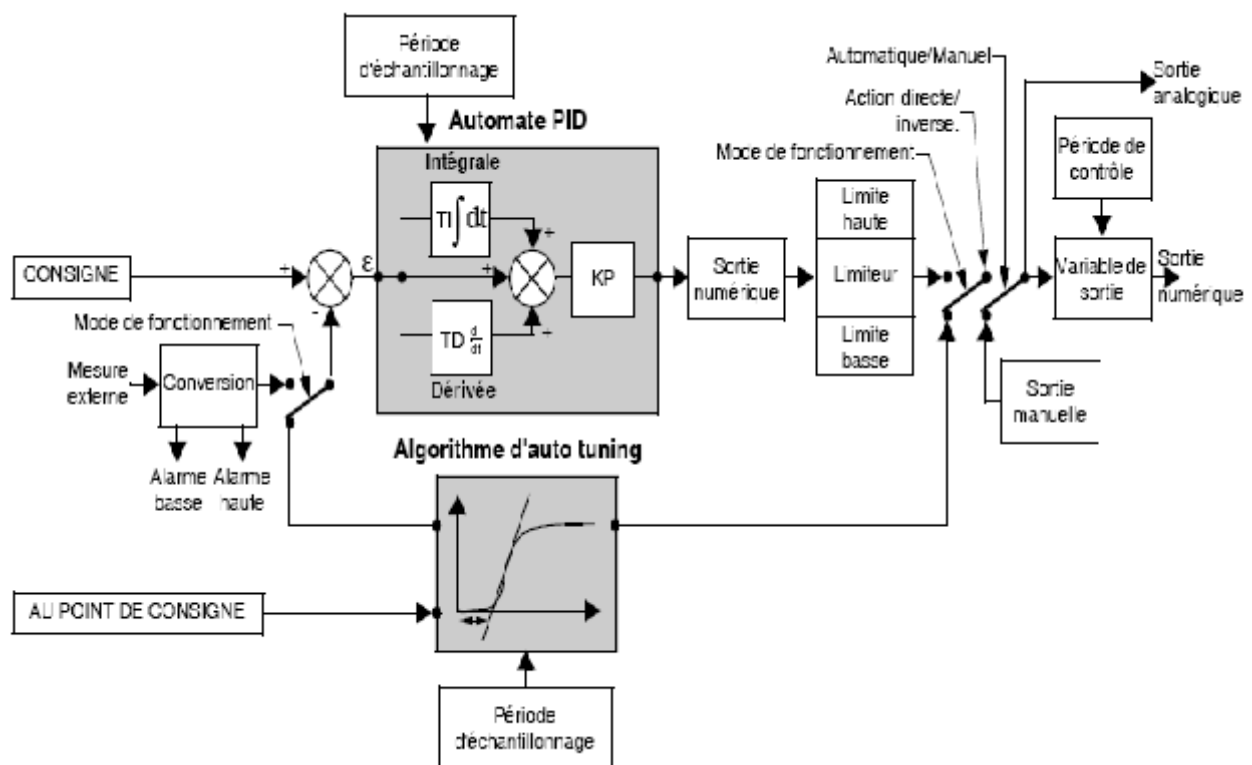 Période
d'échantillonnage
Automate PID
Automatique/Manuel
Sortie
analogique
Action directe/
inverse.
Mode de fonctionnement
Période de
contrôle
Intégrale
TI ∫ dt
Limite
haute
CONSIGNE
+
ε
+
+
KP
Sortie
numérique
Limiteur
Variable de
sortie
Sortie
numérique
-
Mode de fonctionnement
TD d/dt
+
Limite
basse
Mesure
externe
Conversion
Dérivée
Sortie
manuelle
Alarme
basse
Alarme
haute
Algorithme d'auto tuning
AU POINT DE CONSIGNE
Période
d'échantillonnage